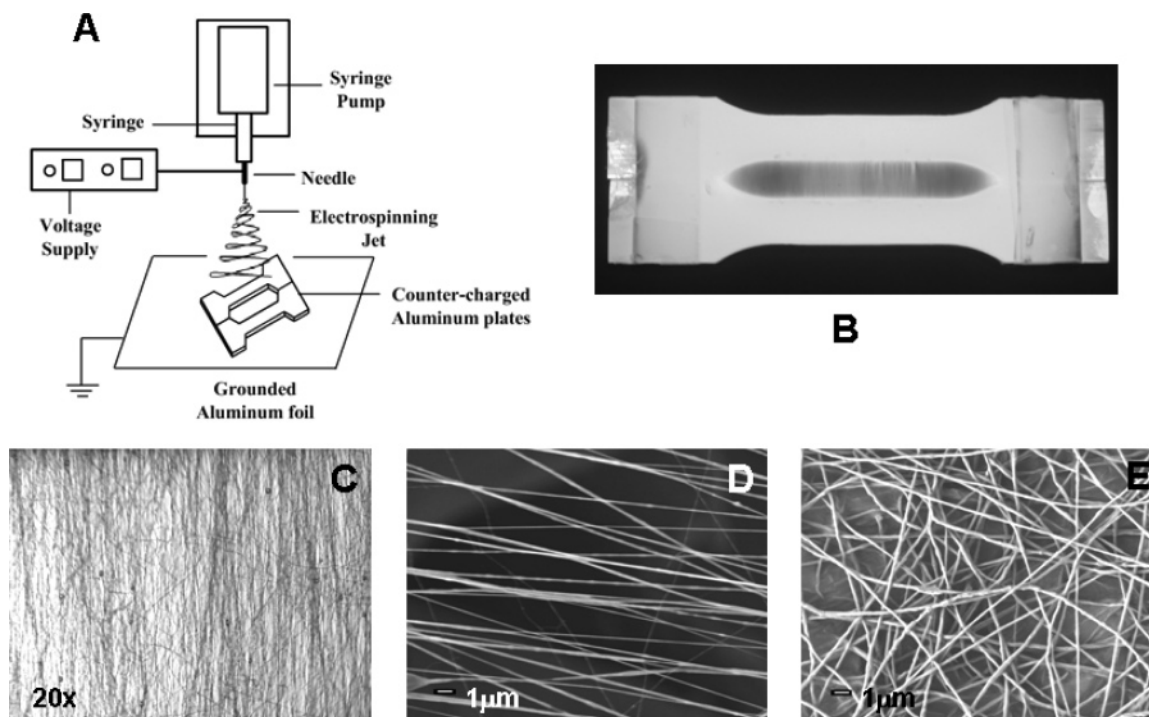 A
Syringe
Pump
Syringe
Needle
Voltage
Supply
Electrospinning
Jet
Counter-charged
Aluminum plates
Grounded
Aluminum foil
B
C
20x
D
1μm
E
1μm